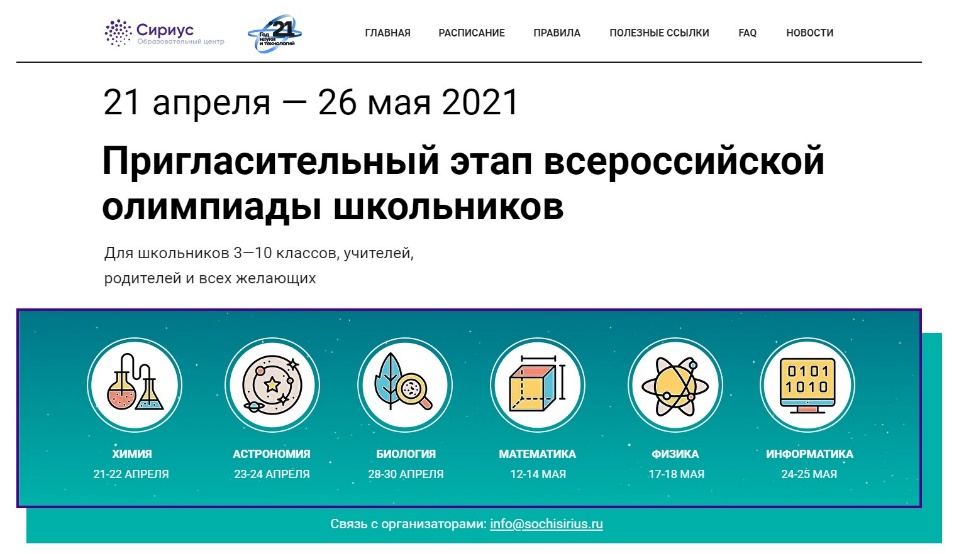 Сириус
Образовательный центр
Год науки и технологий 21
ГЛАВНАЯ РАСПИСАНИЕ ПРАВИЛА ПОЛЕЗНЫЕ ССЫЛКИ FAQ НОВОСТИ
21 апреля — 26 мая 2021
Пригласительный этап всероссийской
олимпиады школьников
Для школьников 3—10 классов, учителей,
родителей и всех желающих
0101
1010
ХИМИЯ АСТРОНОМИЯ БИОЛОГИЯ МАТЕМАТИКА ФИЗИКА ИНФОРМАТИКА
21-22 АПРЕЛЯ 23-24 АПРЕЛЯ 28-30 АПРЕЛЯ 12-14 МАЯ 17-18 МАЯ 24-25 МАЯ
Связь с организаторами: info@sochisirius.ru